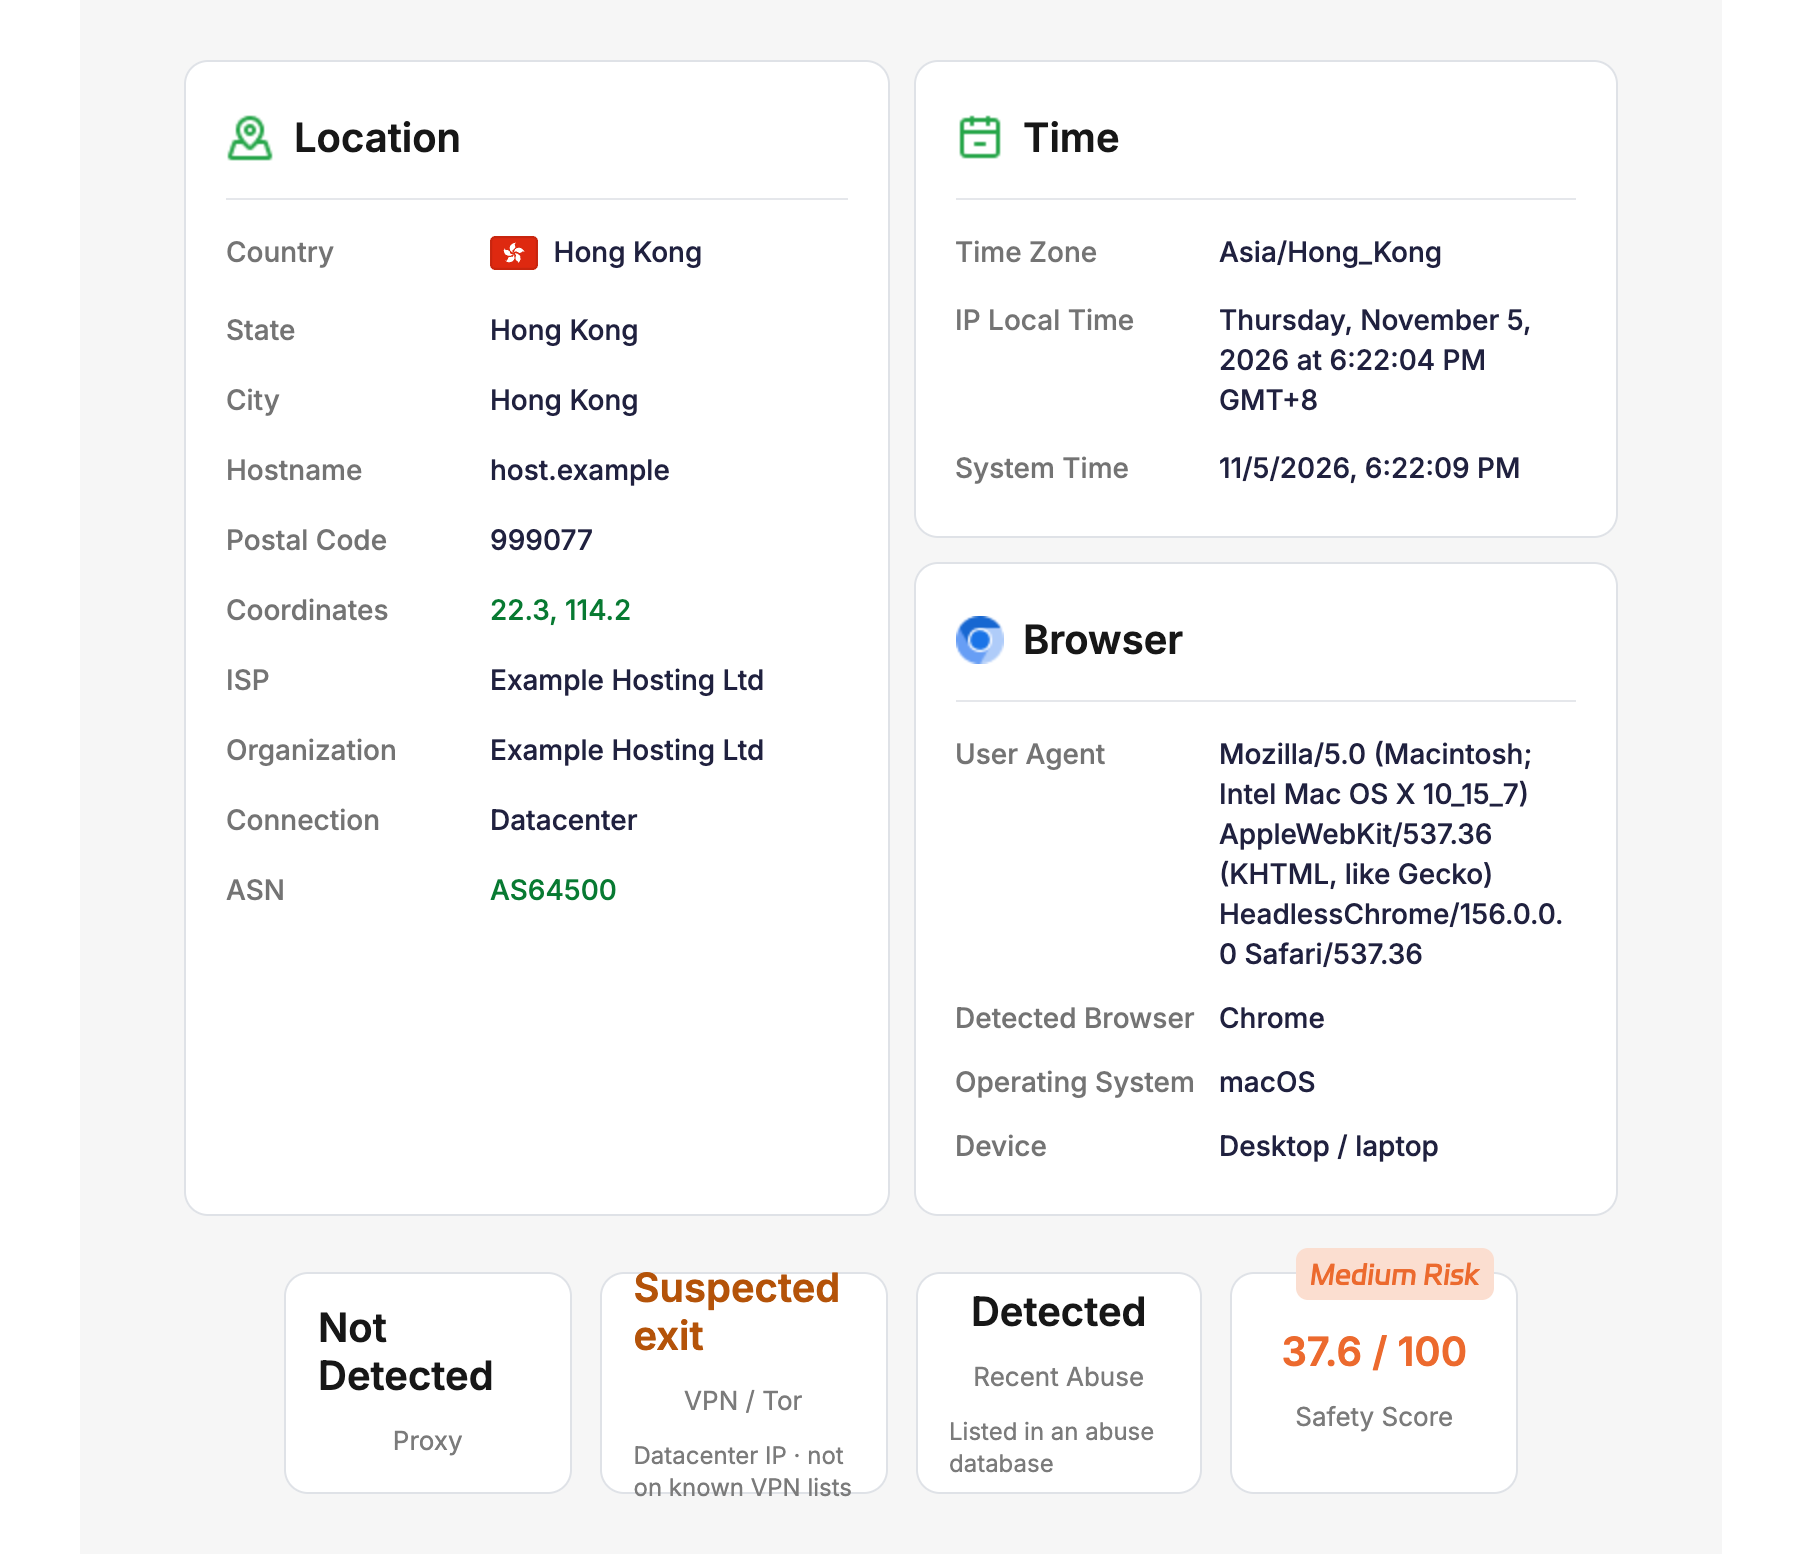 Location
Country Hong Kong
State Hong Kong
City Hong Kong
Hostname host.example
Postal Code 999077
Coordinates 22.3, 114.2
ISP Example Hosting Ltd
Organization Example Hosting Ltd
Connection Datacenter
ASN AS64500
Time
Time Zone Asia/Hong_Kong
IP Local Time Thursday, November 5,
2026 at 6:22:04 PM
GMT+8
System Time 11/5/2026, 6:22:09 PM
Browser
User Agent Mozilla/5.0 (Macintosh;
Intel Mac OS X 10_15_7)
AppleWebKit/537.36
(KHTML, like Gecko)
HeadlessChrome/156.0.0.
0 Safari/537.36
Detected Browser Chrome
Operating System macOS
Device Desktop / laptop
Not
Detected
Proxy
Suspected
exit
VPN / Tor
Datacenter IP · not
on known VPN lists
Detected
Recent Abuse
Listed in an abuse
database
Medium Risk
37.6 / 100
Safety Score